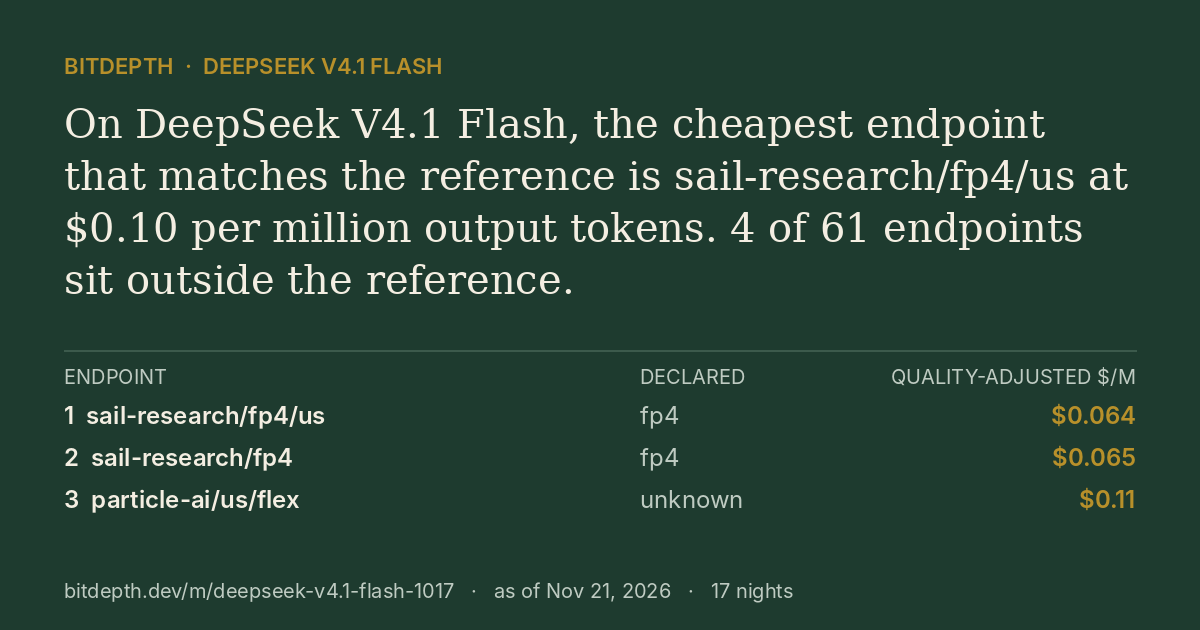 BITDEPTH · DEEPSEEK V4.1 FLASH
On DeepSeek V4.1 Flash, the cheapest endpoint
that matches the reference is sail-research/fp4/us at
$0.10 per million output tokens. 4 of 61 endpoints
sit outside the reference.
ENDPOINT DECLARED QUALITY-ADJUSTED $/M
1 sail-research/fp4/us fp4 $0.064
2 sail-research/fp4 fp4 $0.065
3 particle-ai/us/flex unknown $0.11
bitdepth.dev/m/deepseek-v4.1-flash-1017 · as of Nov 21, 2026 · 17 nights